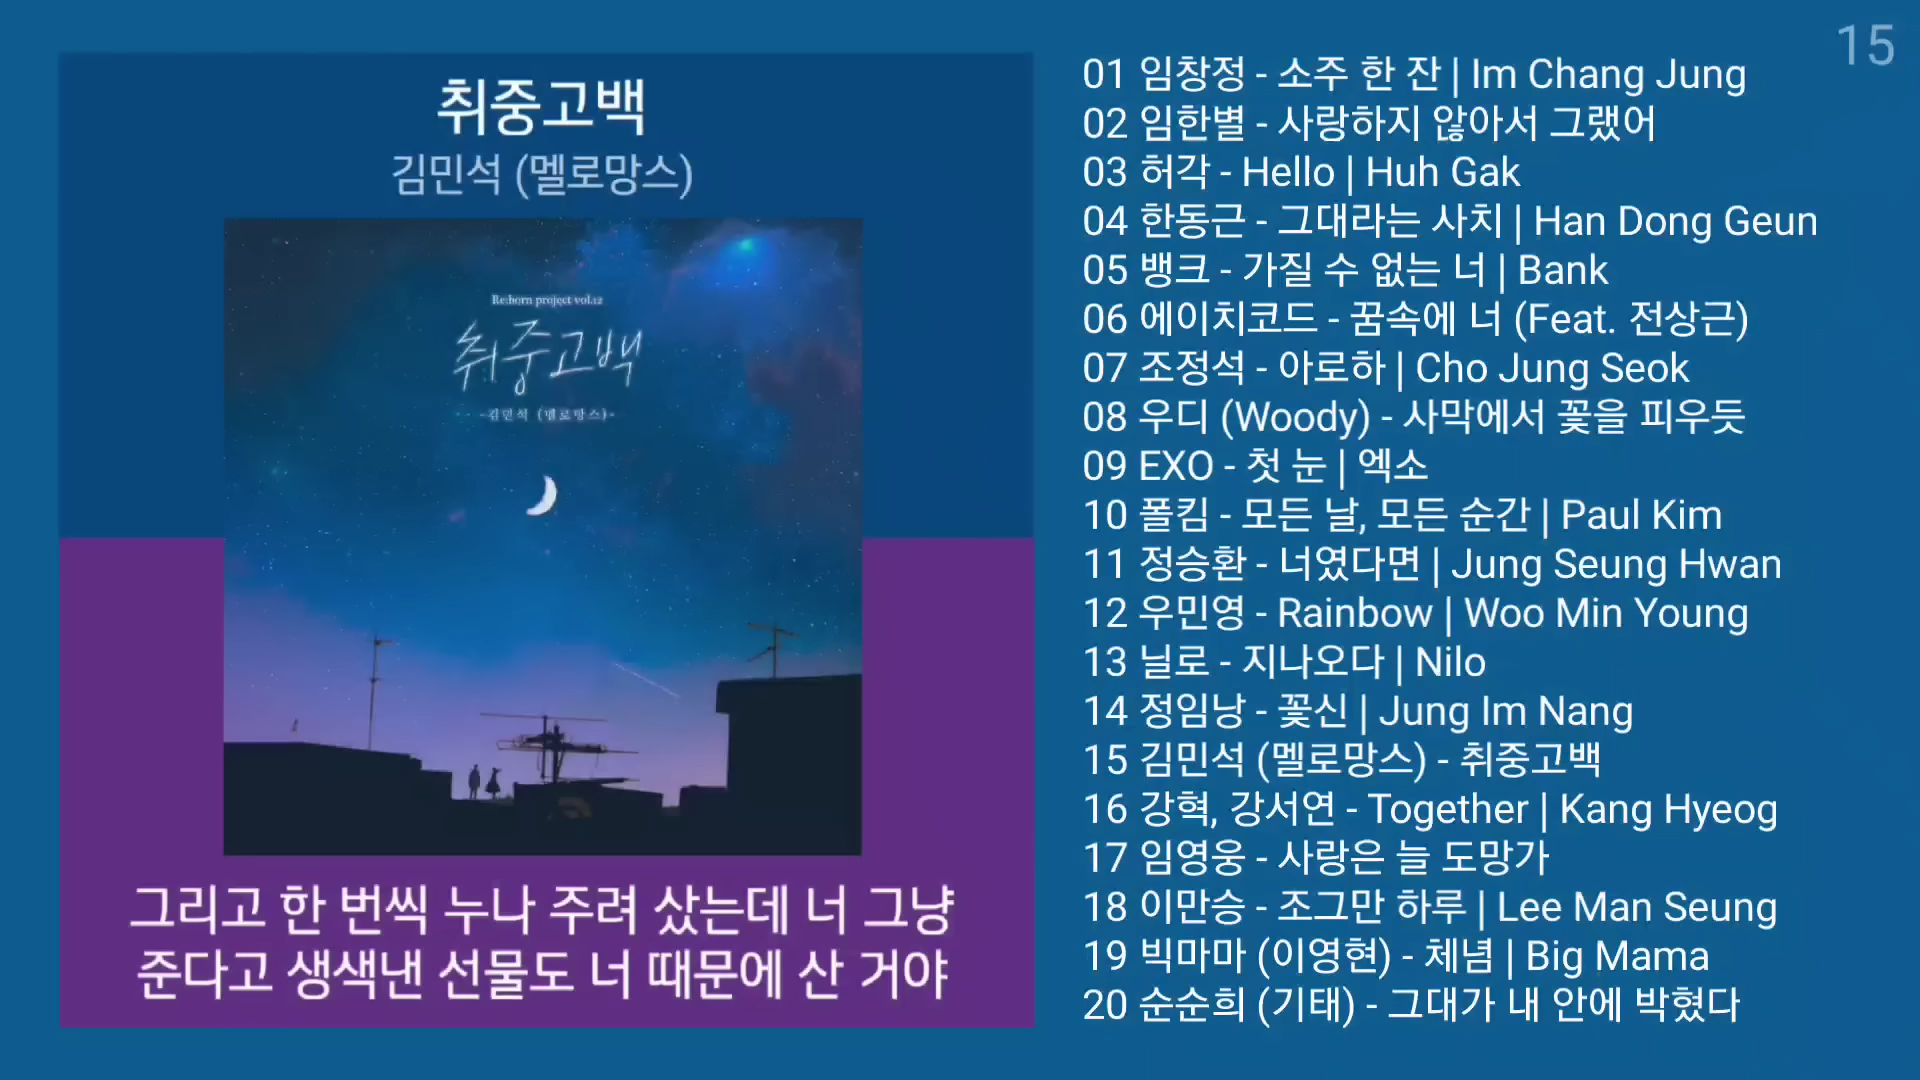 15
취중고백
김민석 (멜로망스)
Re:born project vol.12
취중고백
-김민석 (멜로망스)-
그리고 한 번씩 누나 주려 샀는데 너 그냥
준다고 생색낸 선물도 너 때문에 산 거야
01 임창정 - 소주 한 잔 | Im Chang Jung
02 임한별 - 사랑하지 않아서 그랬어
03 허각 - Hello | Huh Gak
04 한동근 - 그대라는 사치 | Han Dong Geun
05 뱅크 - 가질 수 없는 너 | Bank
06 에이치코드 - 꿈속에 너 (Feat. 전상근)
07 조정석 - 아로하 | Cho Jung Seok
08 우디 (Woody) - 사막에서 꽃을 피우듯
09 EXO - 첫 눈 | 엑소
10 폴킴 - 모든 날, 모든 순간 | Paul Kim
11 정승환 - 너였다면 | Jung Seung Hwan
12 우민영 - Rainbow | Woo Min Young
13 닐로 - 지나오다 | Nilo
14 정임낭 - 꽃신 | Jung Im Nang
15 김민석 (멜로망스) - 취중고백
16 강혁, 강서연 - Together | Kang Hyeog
17 임영웅 - 사랑은 늘 도망가
18 이만승 - 조그만 하루 | Lee Man Seung
19 빅마마 (이영현) - 체념 | Big Mama
20 순순희 (기태) - 그대가 내 안에 박혔다